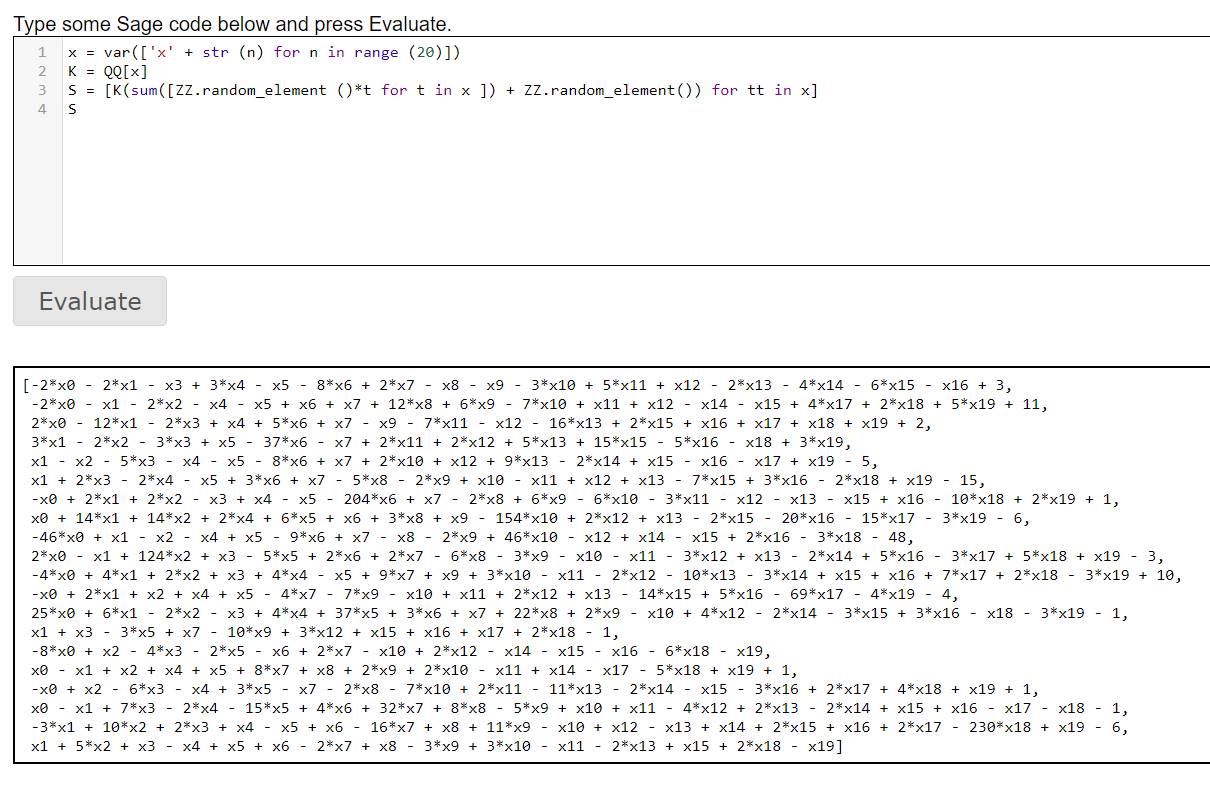 Type some Sage code below and press Evaluate.
1 x = var(['x' + str (n) for n in range (20)])
2 K = QQ[x]
3 S = [K(sum([ZZ.random_element ()*t for t in x ]) + ZZ.random_element()) for tt in x]
4 S
Evaluate
[-2*x0 - 2*x1 - x3 + 3*x4 - x5 - 8*x6 + 2*x7 - x8 - x9 - 3*x10 + 5*x11 + x12 - 2*x13 - 4*x14 - 6*x15 - x16 + 3,
-2*x0 - x1 - 2*x2 - x4 - x5 + x6 + x7 + 12*x8 + 6*x9 - 7*x10 + x11 + x12 - x14 - x15 + 4*x17 + 2*x18 + 5*x19 + 11,
2*x0 - 12*x1 - 2*x3 + x4 + 5*x6 + x7 - x9 - 7*x11 - x12 - 16*x13 + 2*x15 + x16 + x17 + x18 + x19 + 2,
3*x1 - 2*x2 - 3*x3 + x5 - 37*x6 - x7 + 2*x11 + 2*x12 + 5*x13 + 15*x15 - 5*x16 - x18 + 3*x19,
x1 - x2 - 5*x3 - x4 - x5 - 8*x6 + x7 + 2*x10 + x12 + 9*x13 - 2*x14 + x15 - x16 - x17 + x19 - 5,
x1 + 2*x3 - 2*x4 - x5 + 3*x6 + x7 - 5*x8 - 2*x9 + x10 - x11 + x12 + x13 - 7*x15 + 3*x16 - 2*x18 + x19 - 15,
-x0 + 2*x1 + 2*x2 - x3 + x4 - x5 - 204*x6 + x7 - 2*x8 + 6*x9 - 6*x10 - 3*x11 - x12 - x13 - x15 + x16 - 10*x18 + 2*x19 + 1,
x0 + 14*x1 + 14*x2 + 2*x4 + 6*x5 + x6 + 3*x8 + x9 - 154*x10 + 2*x12 + x13 - 2*x15 - 20*x16 - 15*x17 - 3*x19 - 6,
-46*x0 + x1 - x2 - x4 + x5 - 9*x6 + x7 - x8 - 2*x9 + 46*x10 - x12 + x14 - x15 + 2*x16 - 3*x18 - 48,
2*x0 - x1 + 124*x2 + x3 - 5*x5 + 2*x6 + 2*x7 - 6*x8 - 3*x9 - x10 - x11 - 3*x12 + x13 - 2*x14 + 5*x16 - 3*x17 + 5*x18 + x19 - 3,
-4*x0 + 4*x1 + 2*x2 + x3 + 4*x4 - x5 + 9*x7 + x9 + 3*x10 - x11 - 2*x12 - 10*x13 - 3*x14 + x15 + x16 + 7*x17 + 2*x18 - 3*x19 + 10,
-x0 + 2*x1 + x2 + x4 + x5 - 4*x7 - 7*x9 - x10 + x11 + 2*x12 + x13 - 14*x15 + 5*x16 - 69*x17 - 4*x19 - 4,
25*x0 + 6*x1 - 2*x2 - x3 + 4*x4 + 37*x5 + 3*x6 + x7 + 22*x8 + 2*x9 - x10 + 4*x12 - 2*x14 - 3*x15 + 3*x16 - x18 - 3*x19 - 1,
x1 + x3 - 3*x5 + x7 - 10*x9 + 3*x12 + x15 + x16 + x17 + 2*x18 - 1,
-8*x0 + x2 - 4*x3 - 2*x5 - x6 + 2*x7 - x10 + 2*x12 - x14 - x15 - x16 - 6*x18 - x19,
x0 - x1 + x2 + x4 + x5 + 8*x7 + x8 + 2*x9 + 2*x10 - x11 + x14 - x17 - 5*x18 + x19 + 1,
-x0 + x2 - 6*x3 - x4 + 3*x5 - x7 - 2*x8 - 7*x10 + 2*x11 - 11*x13 - 2*x14 - x15 - 3*x16 + 2*x17 + 4*x18 + x19 + 1,
x0 - x1 + 7*x3 - 2*x4 - 15*x5 + 4*x6 + 32*x7 + 8*x8 - 5*x9 + x10 + x11 - 4*x12 + 2*x13 - 2*x14 + x15 + x16 - x17 - x18 - 1,
-3*x1 + 10*x2 + 2*x3 + x4 - x5 + x6 - 16*x7 + x8 + 11*x9 - x10 + x12 - x13 + x14 + 2*x15 + x16 + 2*x17 - 230*x18 + x19 - 6,
x1 + 5*x2 + x3 - x4 + x5 + x6 - 2*x7 + x8 - 3*x9 + 3*x10 - x11 - 2*x13 + x15 + 2*x18 - x19]